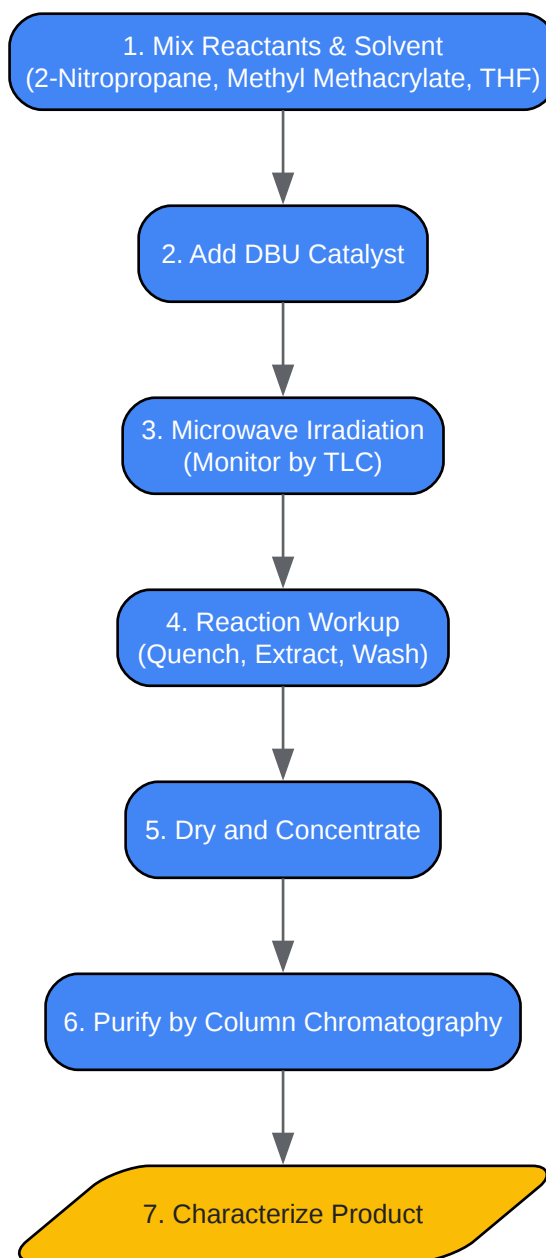 1. Mix Reactants & Solvent
(2-Nitropropane, Methyl Methacrylate, THF)
2. Add DBU Catalyst
3. Microwave Irradiation
(Monitor by TLC)
4. Reaction Workup
(Quench, Extract, Wash)
5. Dry and Concentrate
6. Purify by Column Chromatography
7. Characterize Product